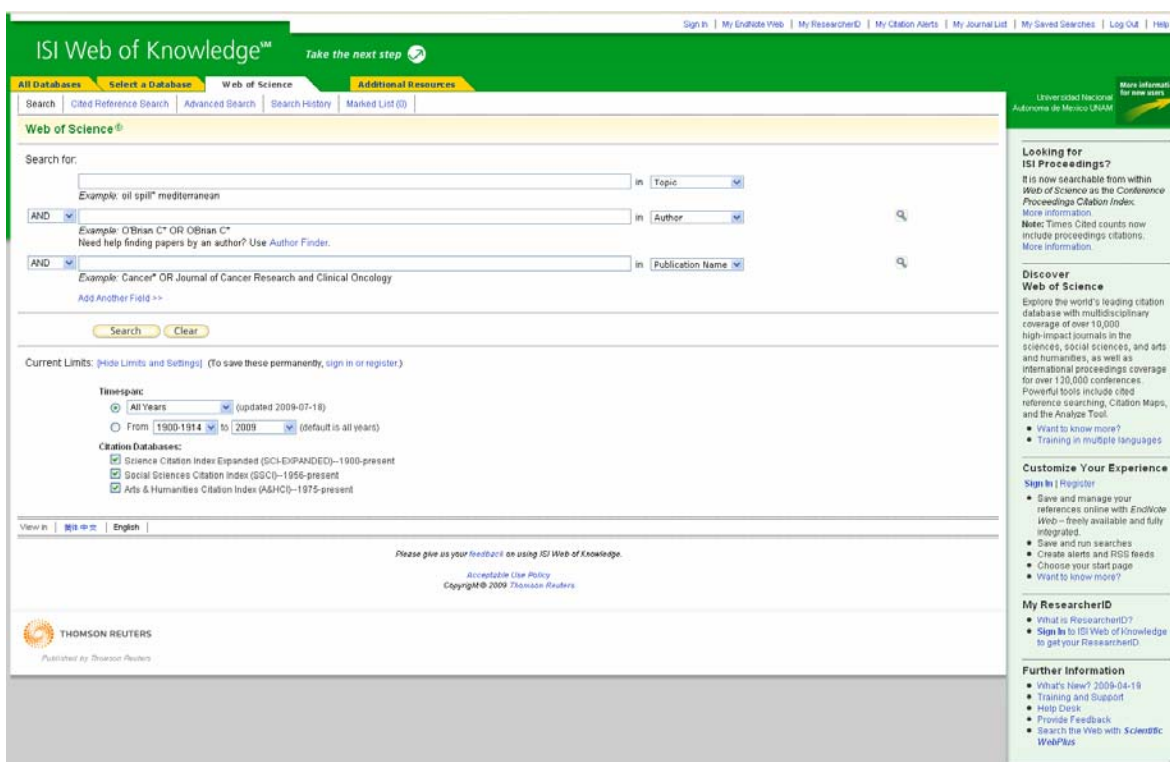 Sign In | My EndNote Web | My ResearcherID | My Citation Alerts | My Journal List | My Saved Searches | Log Out | Help
ISI Web of Knowledge℠ Take the next step
All Databases Select a Database Web of Science Additional Resources
Search | Cited Reference Search | Advanced Search | Search History | Marked List (0)
Universidad Nacional
Autonoma de Mexico UNAM
More informati
for new users
Web of Science®
Search for:
in Topic
Example: oil spill* mediterranean
AND in Author
Example: O'Brian C* OR OBrian C*
Need help finding papers by an author? Use Author Finder.
AND in Publication Name
Example: Cancer* OR Journal of Cancer Research and Clinical Oncology
Add Another Field >>
Search Clear
Current Limits: [Hide Limits and Settings] (To save these permanently, sign in or register.)
Timespan:
All Years (updated 2009-07-18)
From 1900-1914 to 2009 (default is all years)
Citation Databases:
Science Citation Index Expanded (SCI-EXPANDED)--1900-present
Social Sciences Citation Index (SSCI)--1956-present
Arts & Humanities Citation Index (A&HCI)--1975-present
View in | 简体中文 | English |
Please give us your feedback on using ISI Web of Knowledge.
Acceptable Use Policy
Copyright © 2009 Thomson Reuters
THOMSON REUTERS
Published by Thomson Reuters
Looking for
ISI Proceedings?
It is now searchable from within
Web of Science as the Conference
Proceedings Citation Index.
More information.
Note: Times Cited counts now
include proceedings citations.
More information.
Discover
Web of Science
Explore the world's leading citation
database with multidisciplinary
coverage of over 10,000
high-impact journals in the
sciences, social sciences, and arts
and humanities, as well as
international proceedings coverage
for over 120,000 conferences.
Powerful tools include cited
reference searching, Citation Maps,
and the Analyze Tool.
Want to know more?
Training in multiple languages
Customize Your Experience
Sign In | Register
Save and manage your
references online with EndNote
Web – freely available and fully
integrated.
Save and run searches
Create alerts and RSS feeds
Choose your start page
Want to know more?
My ResearcherID
What is ResearcherID?
Sign In to ISI Web of Knowledge
to get your ResearcherID.
Further Information
What's New? 2009-04-19
Training and Support
Help Desk
Provide Feedback
Search the Web with Scientific
WebPlus